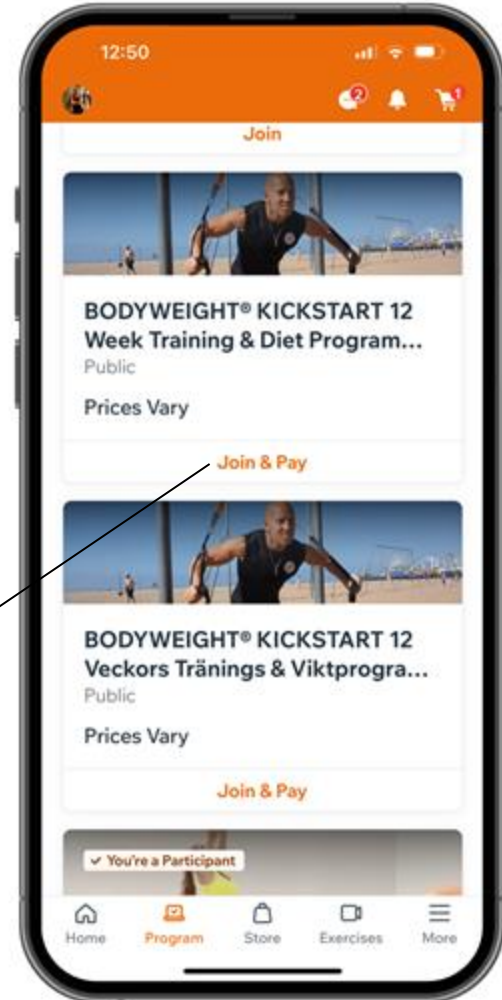 12:50
2
1
Join
BODYWEIGHT® KICKSTART 12
Week Training & Diet Program...
Public
Prices Vary
Join & Pay
BODYWEIGHT® KICKSTART 12
Veckors Tränings & Viktprogra...
Public
Prices Vary
Join & Pay
✓ You're a Participant
Home Program Store Exercises More